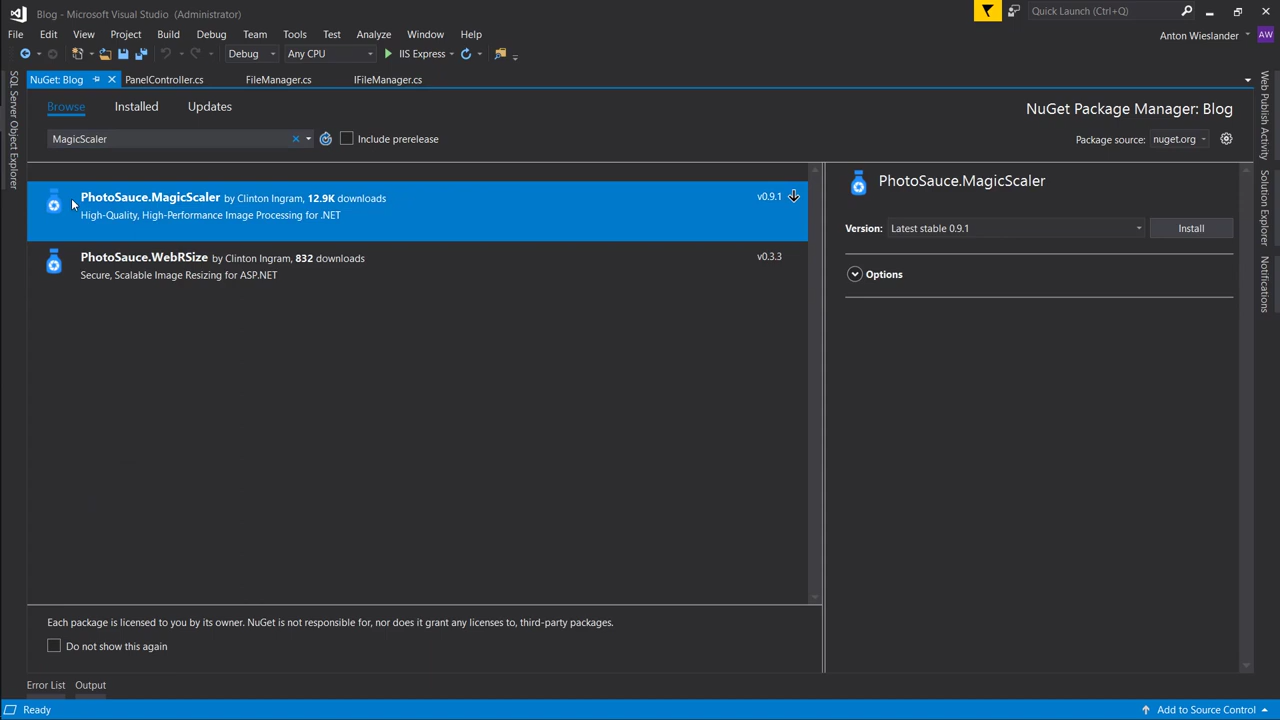 Blog - Microsoft Visual Studio (Administrator)
Quick Launch (Ctrl+Q)
File Edit View Project Build Debug Team Tools Test Analyze Window Help
Anton Wieslander AW
Debug Any CPU IIS Express
NuGet: Blog PanelController.cs FileManager.cs IFileManager.cs
SQL Server Object Explorer
Browse Installed Updates
NuGet Package Manager: Blog
MagicScaler
Include prerelease
Package source: nuget.org
PhotoSauce.MagicScaler by Clinton Ingram, 12.9K downloads v0.9.1
High-Quality, High-Performance Image Processing for .NET
PhotoSauce.WebRSize by Clinton Ingram, 832 downloads v0.3.3
Secure, Scalable Image Resizing for ASP.NET
PhotoSauce.MagicScaler
Version: Latest stable 0.9.1 Install
Options
Web Publish Activity
Solution Explorer
Notifications
Each package is licensed to you by its owner. NuGet is not responsible for, nor does it grant any licenses to, third-party packages.
Do not show this again
Error List Output
Ready
Add to Source Control